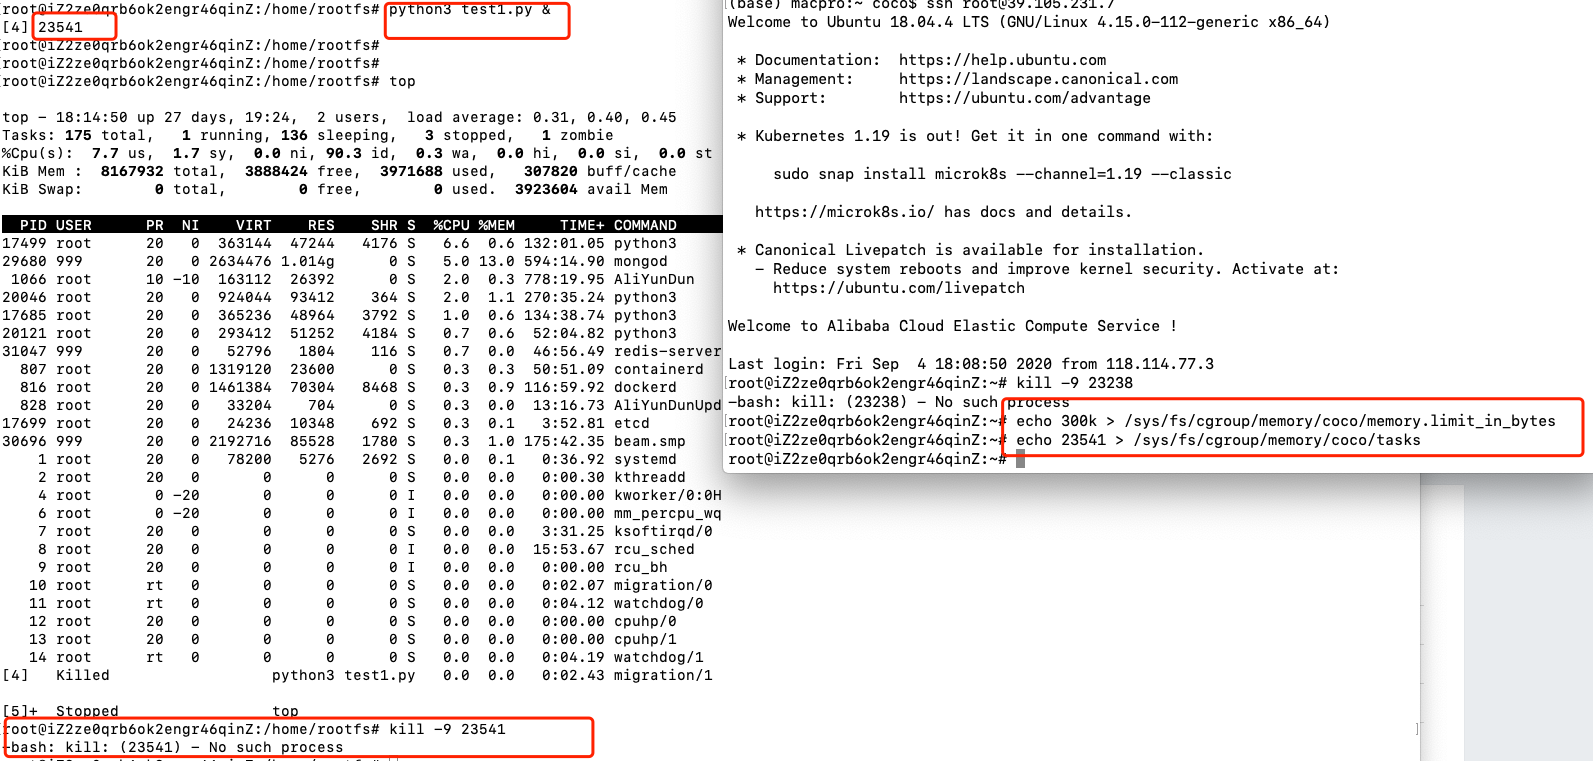 root@iZ2ze0qrb6ok2engr46qinZ:/home/rootfs# python3 test1.py &
[4] 23541
root@iZ2ze0qrb6ok2engr46qinZ:/home/rootfs#
root@iZ2ze0qrb6ok2engr46qinZ:/home/rootfs#
root@iZ2ze0qrb6ok2engr46qinZ:/home/rootfs# top
top - 18:14:50 up 27 days, 19:24,  2 users,  load average: 0.31, 0.40, 0.45
Tasks: 175 total,   1 running, 136 sleeping,   3 stopped,   1 zombie
%Cpu(s):  7.7 us,  1.7 sy,  0.0 ni, 90.3 id,  0.3 wa,  0.0 hi,  0.0 si,  0.0 st
KiB Mem :  8167932 total,  3888424 free,  3971688 used,   307820 buff/cache
KiB Swap:        0 total,        0 free,        0 used.  3923604 avail Mem
  PID USER      PR  NI    VIRT    RES    SHR S  %CPU %MEM     TIME+ COMMAND
17499 root      20   0  363144  47244   4176 S   6.6  0.6 132:01.05 python3
29680 999       20   0 2634476 1.014g      0 S   5.0 13.0 594:14.90 mongod
 1066 root      10 -10  163112  26392      0 S   2.0  0.3 778:19.95 AliYunDun
20046 root      20   0  924044  93412    364 S   2.0  1.1 270:35.24 python3
17685 root      20   0  365236  48964   3792 S   1.0  0.6 134:38.74 python3
20121 root      20   0  293412  51252   4184 S   0.7  0.6  52:04.82 python3
31047 999       20   0   52796   1804    116 S   0.7  0.0  46:56.49 redis-server
  807 root      20   0 1319120  23600      0 S   0.3  0.3  50:51.09 containerd
  816 root      20   0 1461384  70304   8468 S   0.3  0.9 116:59.92 dockerd
  828 root      20   0   33204    704      0 S   0.3  0.0  13:16.73 AliYunDunUpd
17699 root      20   0   24236  10348    692 S   0.3  0.1   3:52.81 etcd
30696 999       20   0 2192716  85528   1780 S   0.3  1.0 175:42.35 beam.smp
    1 root      20   0   78200   5276   2692 S   0.0  0.1   0:36.92 systemd
    2 root      20   0       0      0      0 S   0.0  0.0   0:00.30 kthreadd
    4 root       0 -20       0      0      0 I   0.0  0.0   0:00.00 kworker/0:0H
    6 root       0 -20       0      0      0 I   0.0  0.0   0:00.00 mm_percpu_wq
    7 root      20   0       0      0      0 S   0.0  0.0   3:31.25 ksoftirqd/0
    8 root      20   0       0      0      0 I   0.0  0.0  15:53.67 rcu_sched
    9 root      20   0       0      0      0 I   0.0  0.0   0:00.00 rcu_bh
   10 root      rt   0       0      0      0 S   0.0  0.0   0:02.07 migration/0
   11 root      rt   0       0      0      0 S   0.0  0.0   0:04.12 watchdog/0
   12 root      20   0       0      0      0 S   0.0  0.0   0:00.00 cpuhp/0
   13 root      20   0       0      0      0 S   0.0  0.0   0:00.00 cpuhp/1
   14 root      rt   0       0      0      0 S   0.0  0.0   0:04.19 watchdog/1
[4]   Killed                  python3 test1.py   0.0  0.0   0:02.43 migration/1
[5]+  Stopped                 top
root@iZ2ze0qrb6ok2engr46qinZ:/home/rootfs# kill -9 23541
-bash: kill: (23541) - No such process
(base) macpro:~ coco$ ssh root@39.105.231.7
Welcome to Ubuntu 18.04.4 LTS (GNU/Linux 4.15.0-112-generic x86_64)
 * Documentation:  https://help.ubuntu.com
 * Management:     https://landscape.canonical.com
 * Support:        https://ubuntu.com/advantage
 * Kubernetes 1.19 is out! Get it in one command with:
     sudo snap install microk8s --channel=1.19 --classic
   https://microk8s.io/ has docs and details.
 * Canonical Livepatch is available for installation.
   - Reduce system reboots and improve kernel security. Activate at:
     https://ubuntu.com/livepatch
Welcome to Alibaba Cloud Elastic Compute Service !
Last login: Fri Sep  4 18:08:50 2020 from 118.114.77.3
root@iZ2ze0qrb6ok2engr46qinZ:~# kill -9 23238
-bash: kill: (23238) - No such process
root@iZ2ze0qrb6ok2engr46qinZ:~# echo 300k > /sys/fs/cgroup/memory/coco/memory.limit_in_bytes
root@iZ2ze0qrb6ok2engr46qinZ:~# echo 23541 > /sys/fs/cgroup/memory/coco/tasks
root@iZ2ze0qrb6ok2engr46qinZ:~#